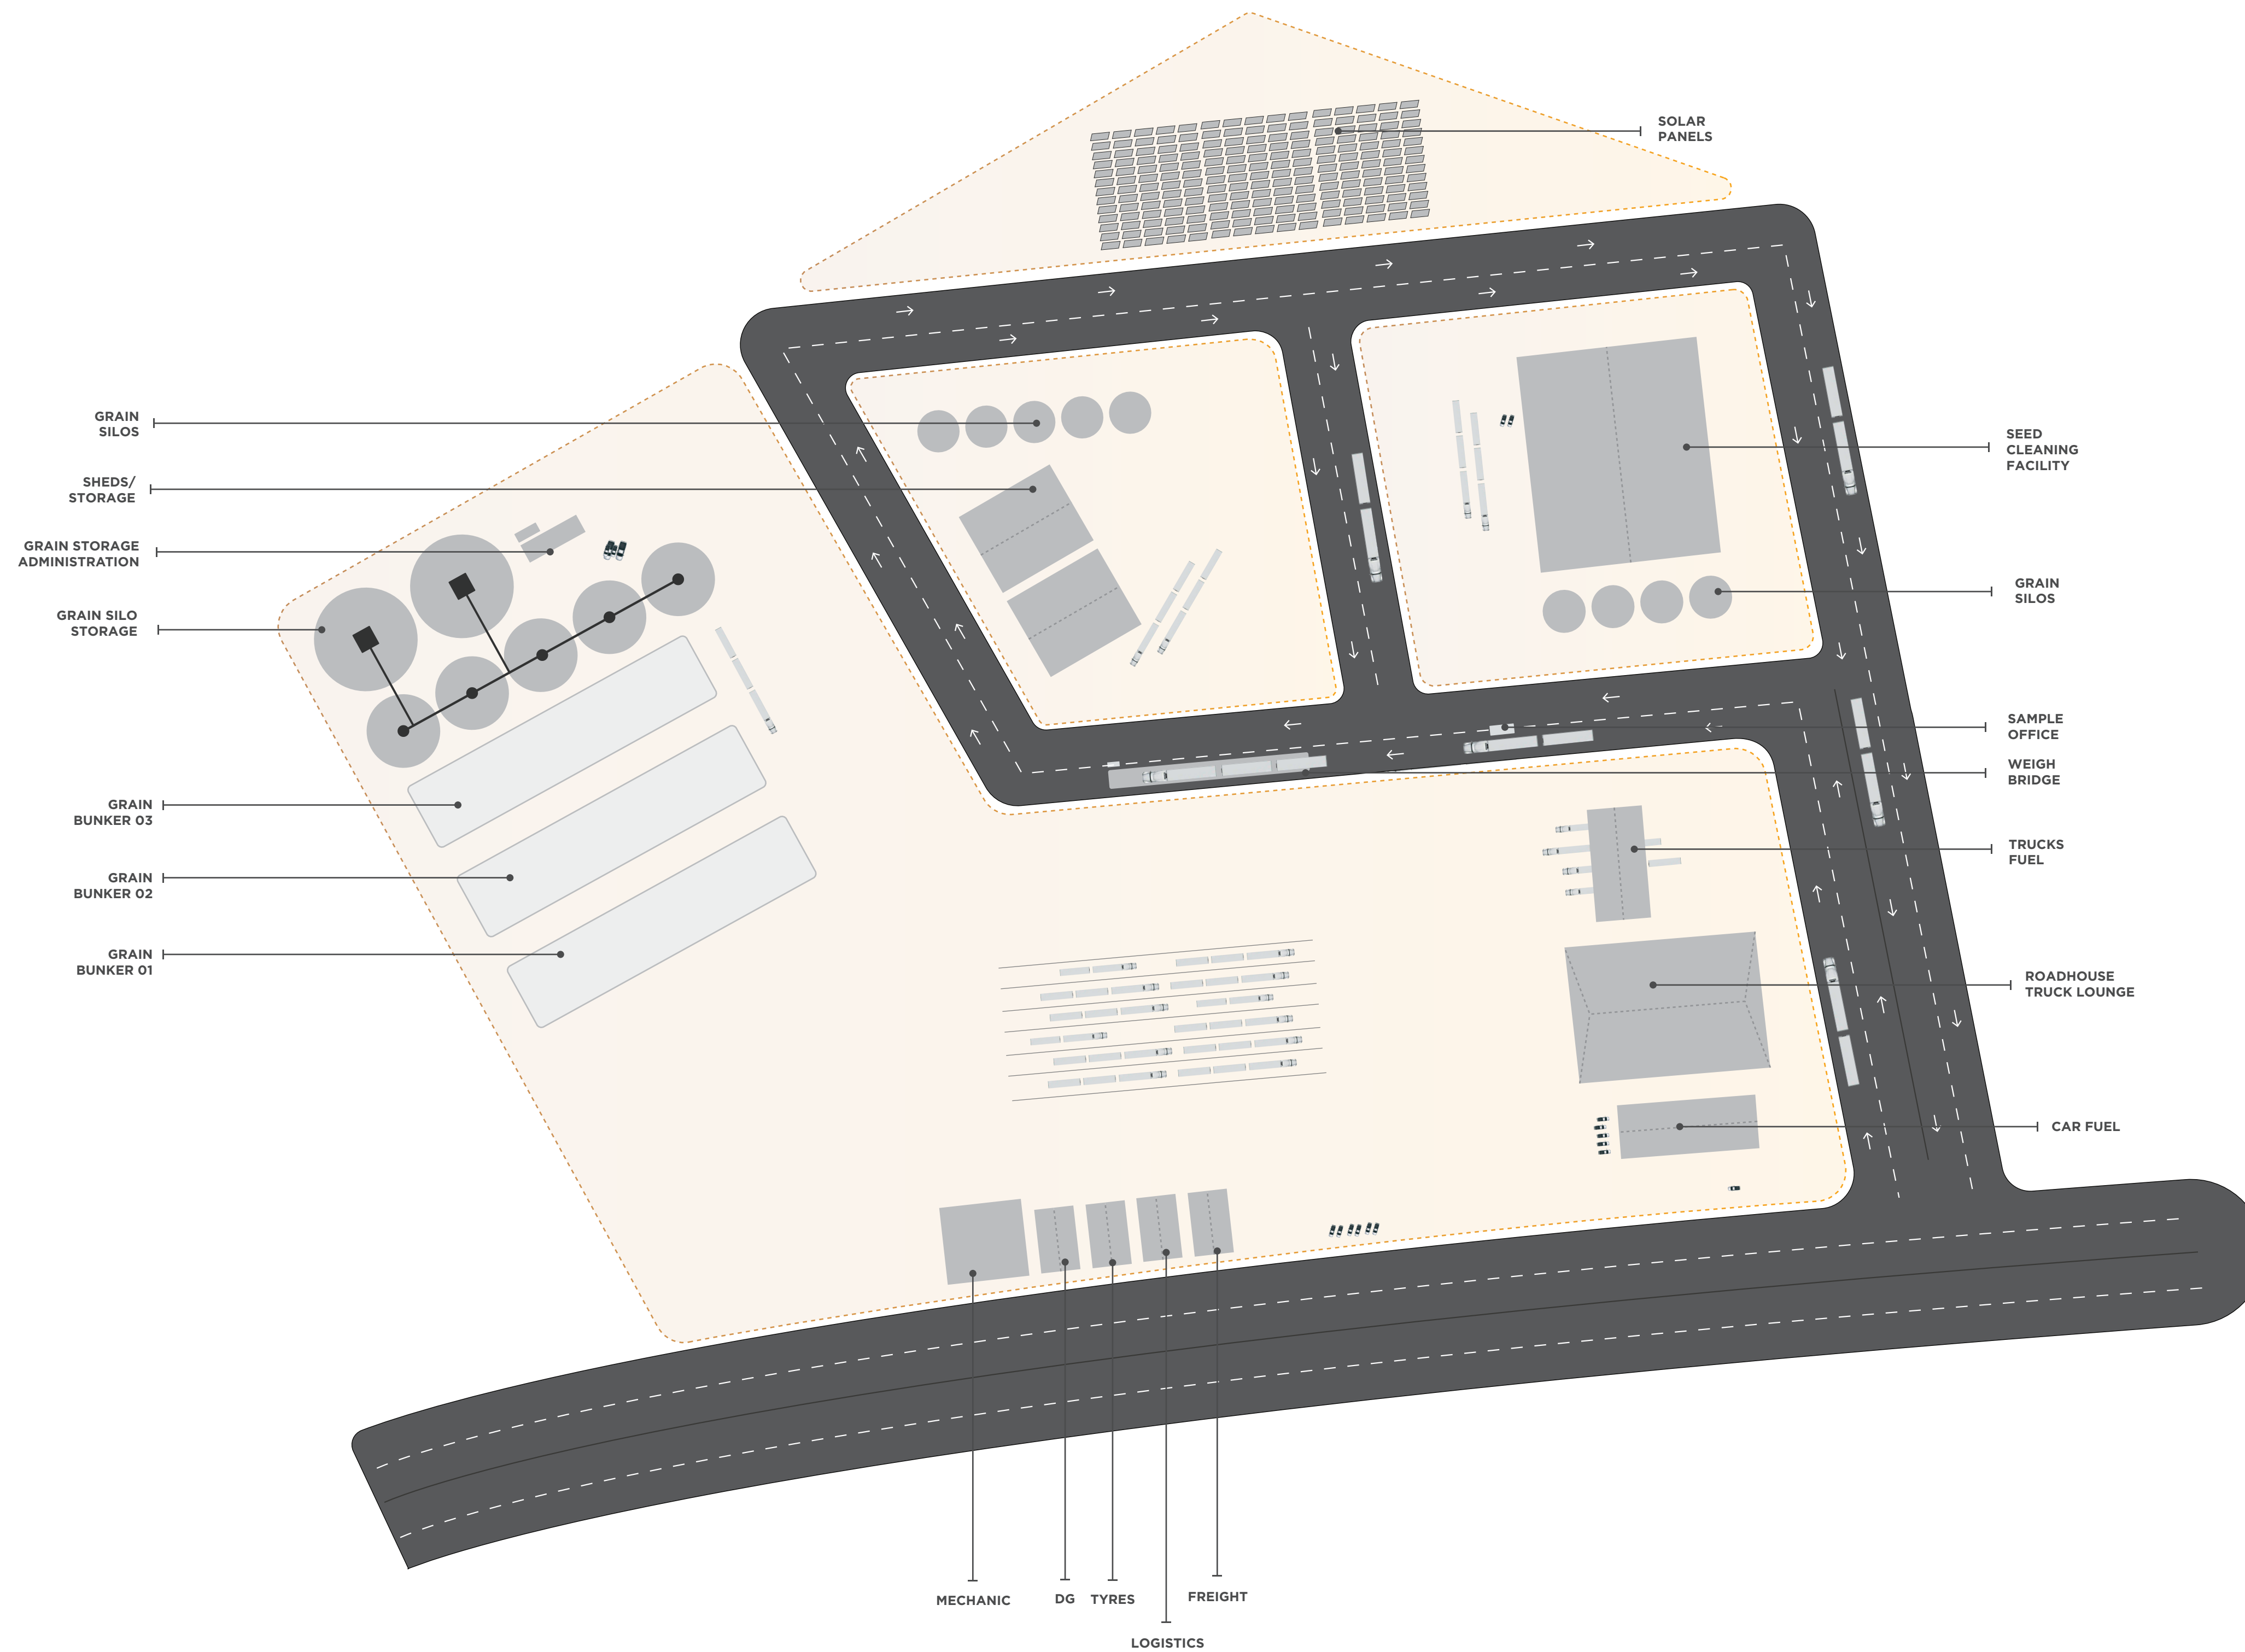 SOLAR
PANELS
GRAIN
SILOS
SHEDS/
STORAGE
GRAIN STORAGE
ADMINISTRATION
GRAIN SILO
STORAGE
GRAIN
BUNKER 03
GRAIN
BUNKER 02
GRAIN
BUNKER 01
SEED
CLEANING
FACILITY
GRAIN
SILOS
SAMPLE
OFFICE
WEIGH
BRIDGE
TRUCKS
FUEL
ROADHOUSE
TRUCK LOUNGE
CAR FUEL
MECHANIC
DG
TYRES
LOGISTICS
FREIGHT